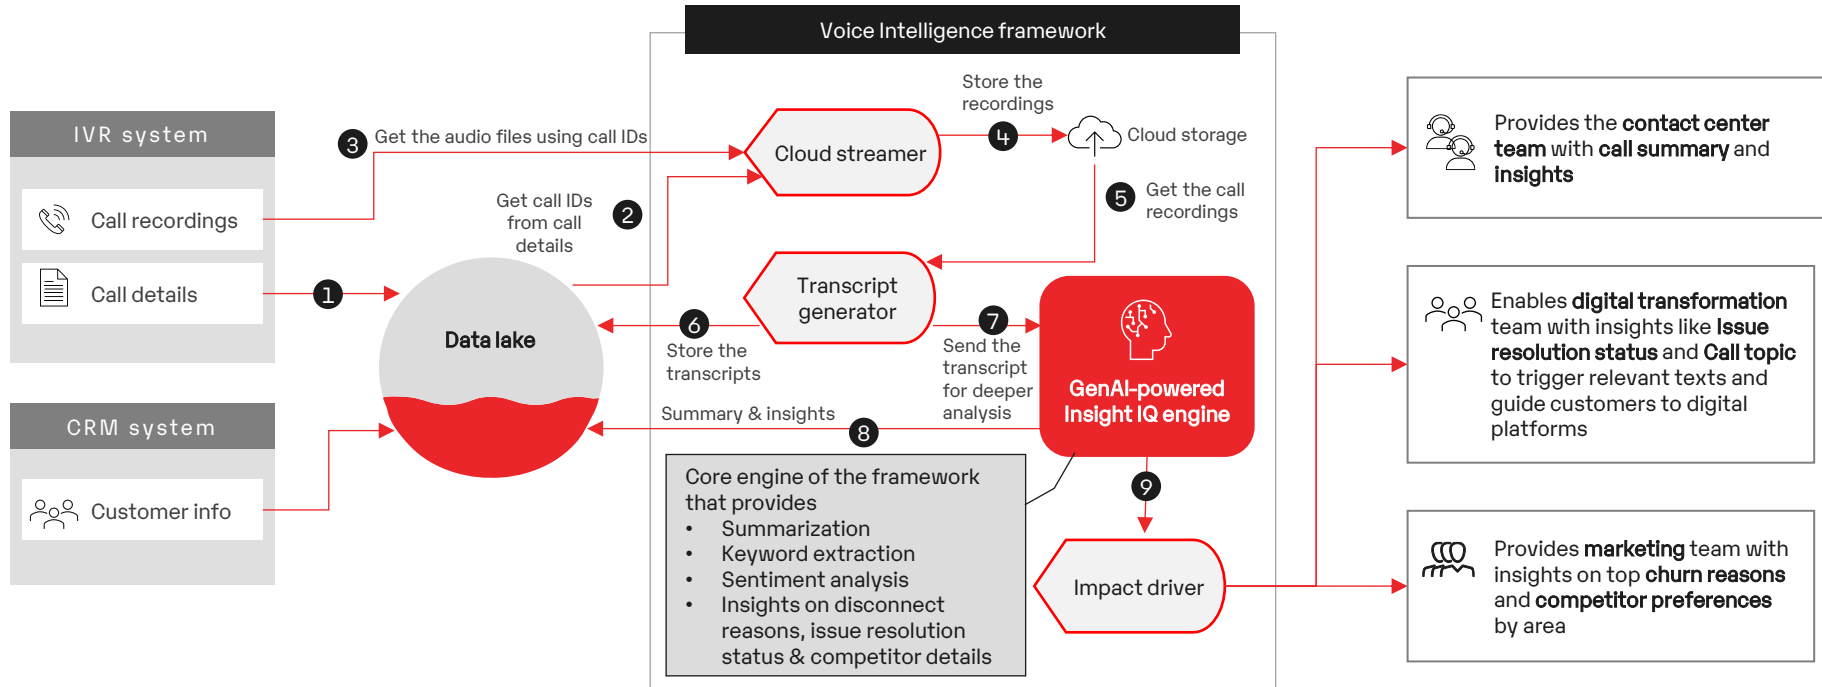 Voice Intelligence framework
IVR system
Call recordings
Call details
CRM system
Customer info
1
Data lake
2
Get call IDs
from call
details
3
Get the audio files using call IDs
Cloud streamer
Store the
recordings
4
Cloud storage
5
Get the call
recordings
Transcript
generator
6
Store the
transcripts
7
Send the
transcript
for deeper
analysis
GenAI-powered
Insight IQ engine
Summary & insights
8
Core engine of the framework
that provides
• Summarization
• Keyword extraction
• Sentiment analysis
• Insights on disconnect
reasons, issue resolution
status & competitor details
9
Impact driver
Provides the contact center
team with call summary and
insights
Enables digital transformation
team with insights like Issue
resolution status and Call topic
to trigger relevant texts and
guide customers to digital
platforms
Provides marketing team with
insights on top churn reasons
and competitor preferences
by area